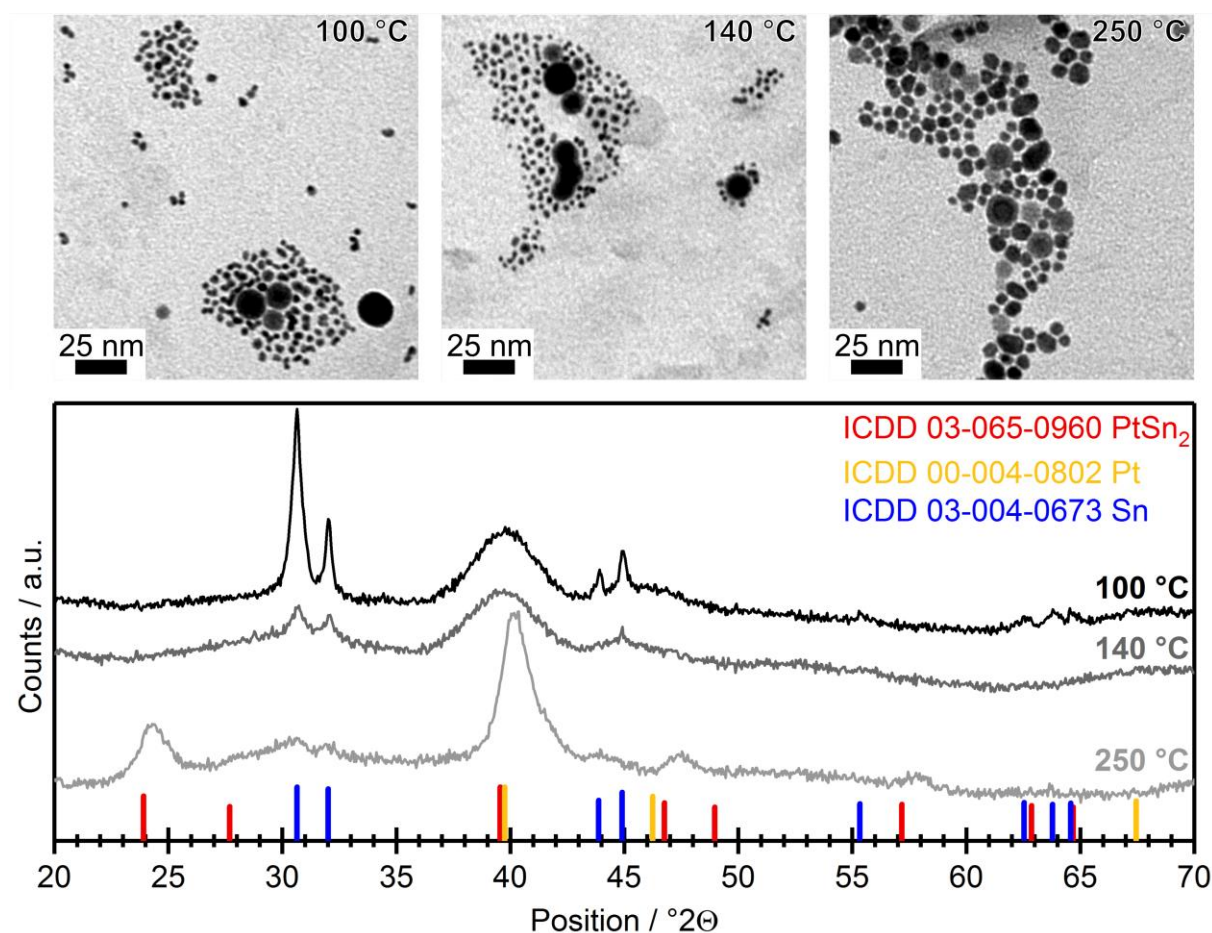 100 °C
140 °C
250 °C
25 nm
25 nm
25 nm
ICDD 03-065-0960 PtSn₂
ICDD 00-004-0802 Pt
ICDD 03-004-0673 Sn
100 °C
140 °C
250 °C
Counts / a.u.
20 25 30 35 40 45 50 55 60 65 70
Position / °2Θ